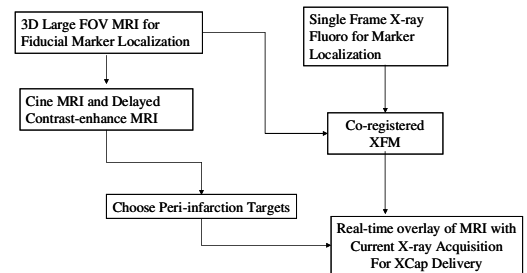 3D Large FOV MRI for
Fiducial Marker Localization
Single Frame X-ray
Fluoro for Marker
Localization
Cine MRI and Delayed
Contrast-enhance MRI
Co-registered
XFM
Choose Peri-infarction Targets
Real-time overlay of MRI with
Current X-ray Acquisition
For XCap Delivery